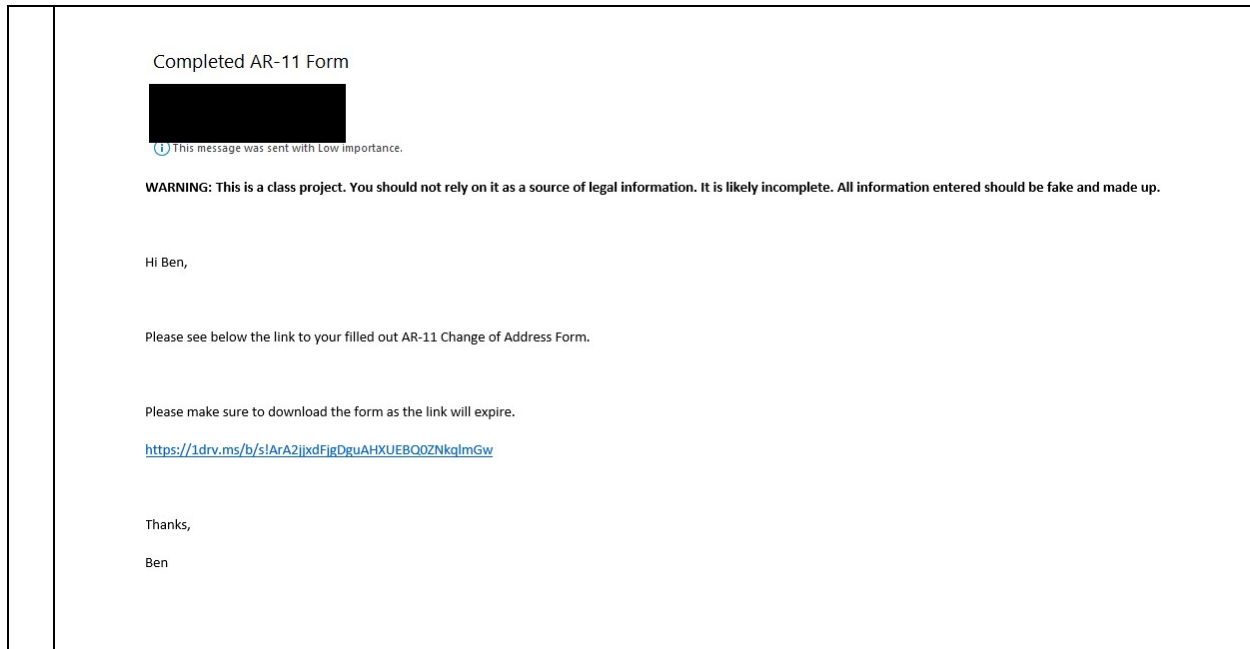 Completed AR-11 Form
This message was sent with Low importance.
WARNING: This is a class project. You should not rely on it as a source of legal information. It is likely incomplete. All information entered should be fake and made up.
Hi Ben,
Please see below the link to your filled out AR-11 Change of Address Form.
Please make sure to download the form as the link will expire.
https://1drv.ms/b/s!ArA2jjxdFjgDguAHXUEBQ0ZNkqlmGw
Thanks,
Ben